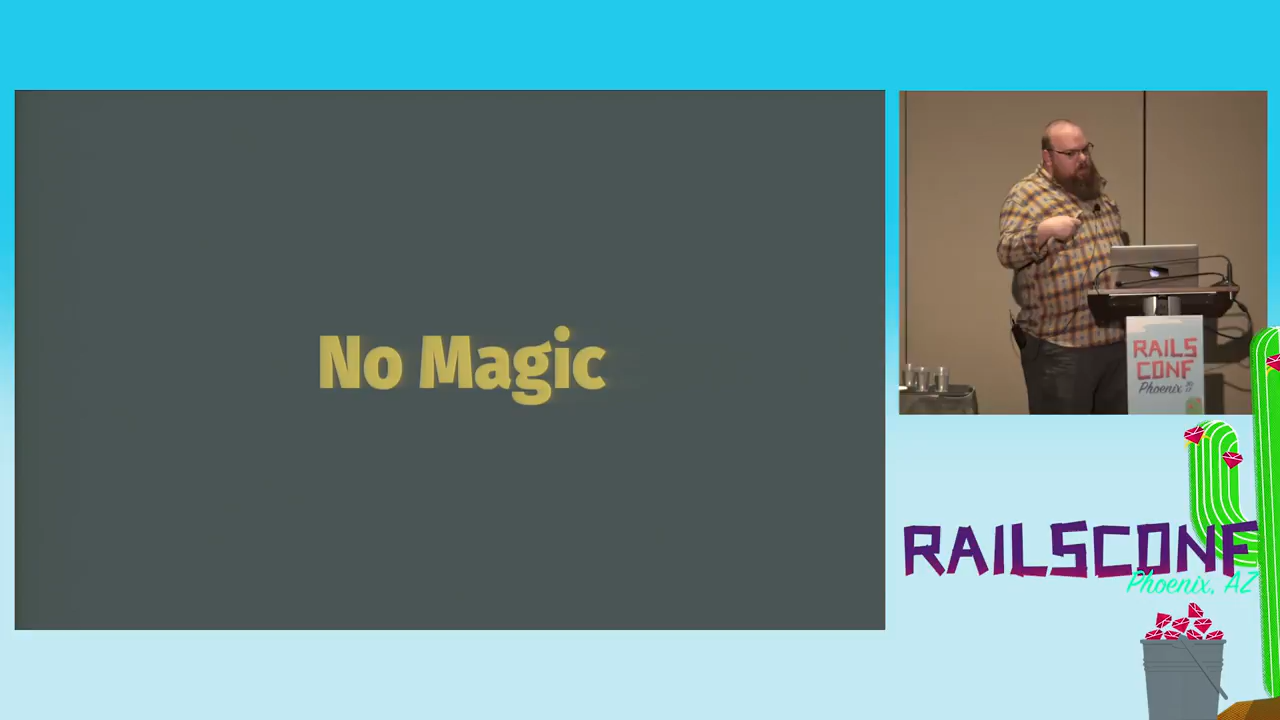 No Magic
RAILS
CONF
Phoenix
RAILSCONF
Phoenix, AZ